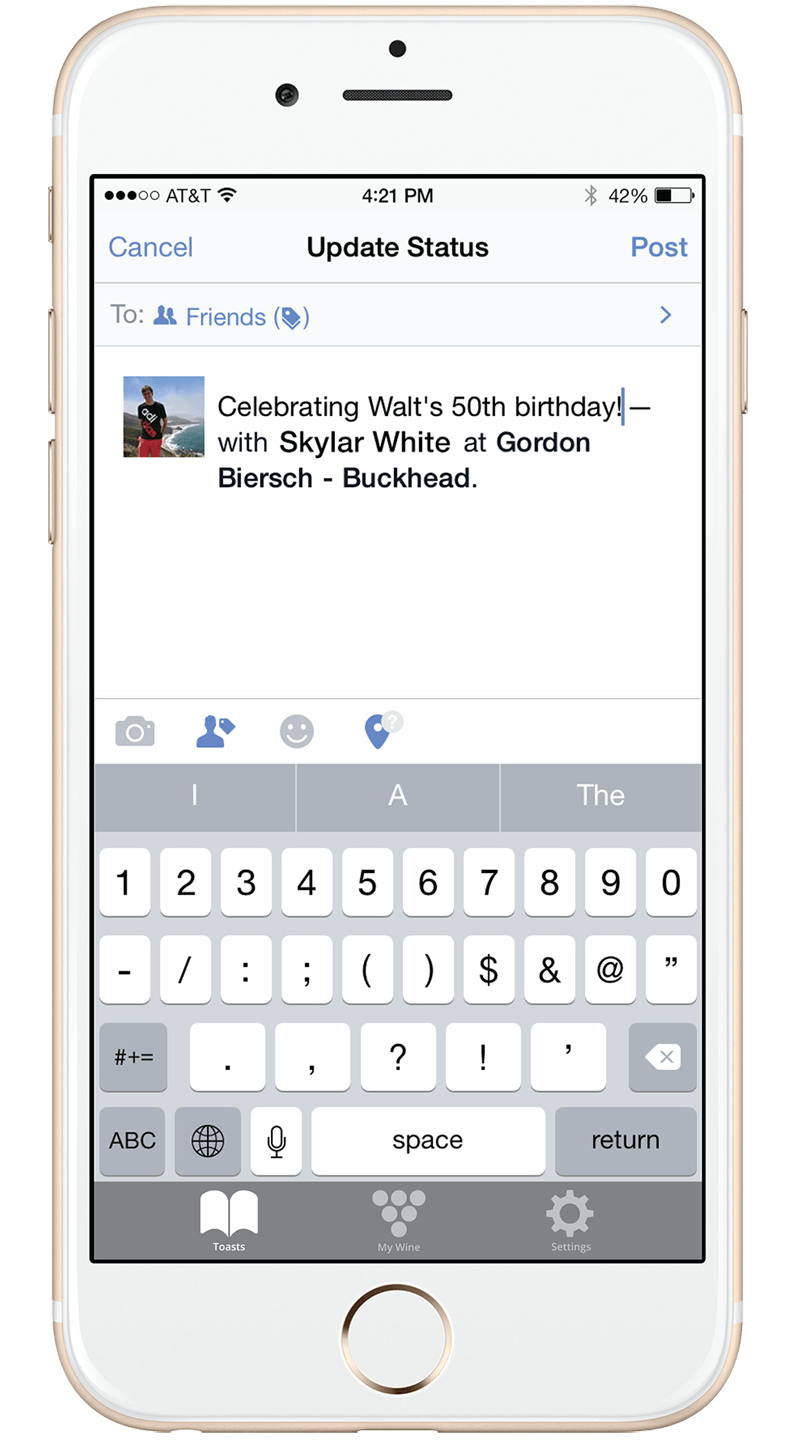 AT&T 4:21 PM 42%
Cancel Update Status Post
To: Friends ( )
Celebrating Walt's 50th birthday! —
with Skylar White at Gordon
Biersch - Buckhead.
?
I A The
1 2 3 4 5 6 7 8 9 0
- / : ; ( ) $ & @ ”
#+= . , ? ! ’
ABC space return
Toasts My Wine Settings